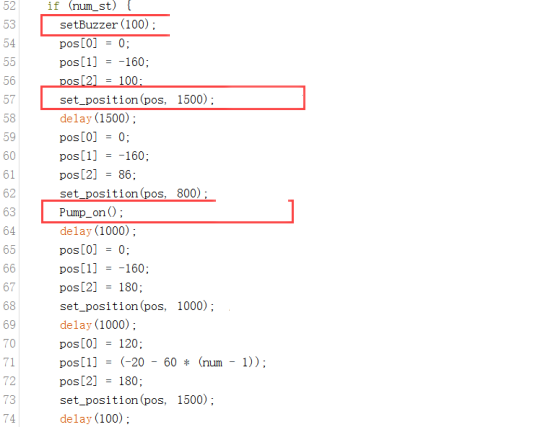 52 if (num_st) {
53 setBuzzer(100);
54 pos[0] = 0;
55 pos[1] = -160;
56 pos[2] = 100;
57 set_position(pos, 1500);
58 delay(1500);
59 pos[0] = 0;
60 pos[1] = -160;
61 pos[2] = 86;
62 set_position(pos, 800);
63 Pump_on();
64 delay(1000);
65 pos[0] = 0;
66 pos[1] = -160;
67 pos[2] = 180;
68 set_position(pos, 1000);
69 delay(1000);
70 pos[0] = 120;
71 pos[1] = (-20 - 60 * (num - 1));
72 pos[2] = 180;
73 set_position(pos, 1500);
74 delay(100);